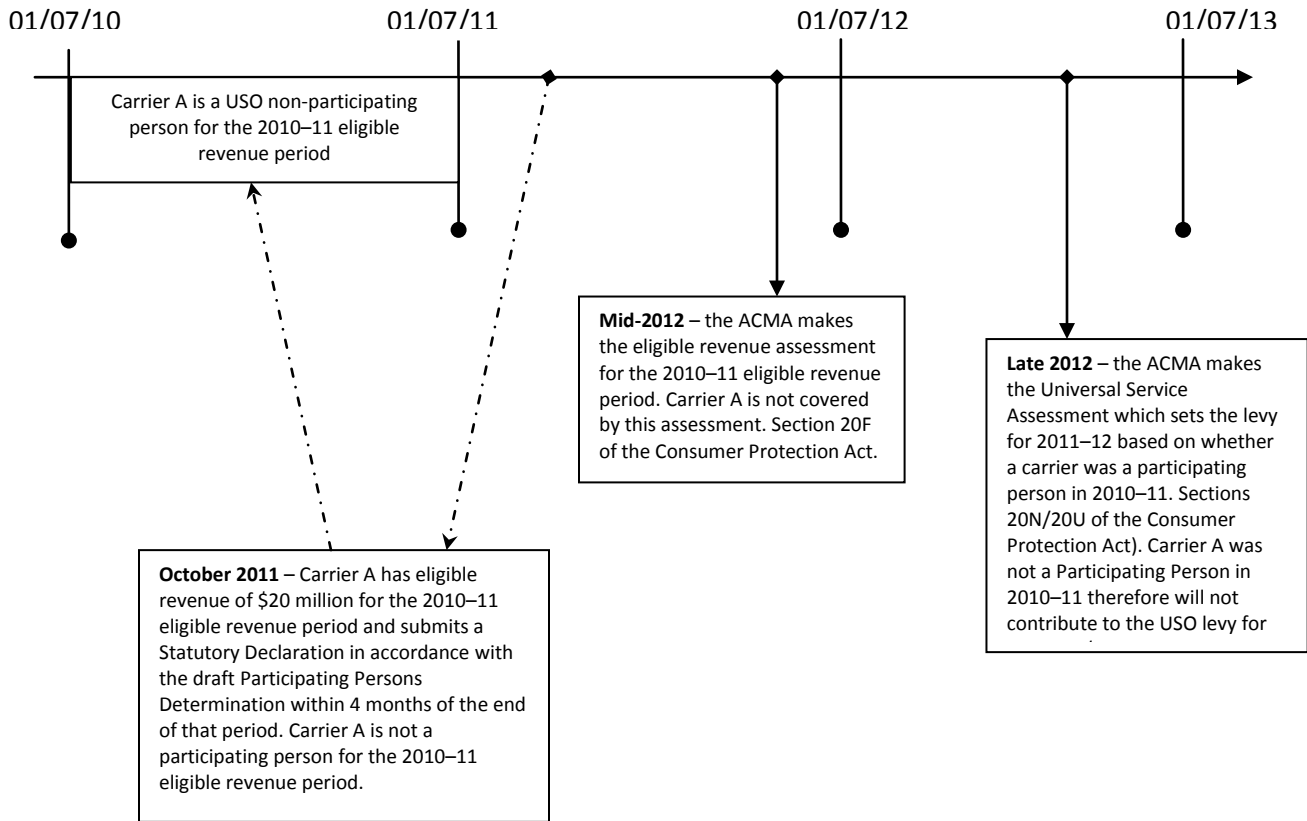 01/07/10
01/07/11
01/07/12
01/07/13
Carrier A is a USO non-participating
person for the 2010–11 eligible
revenue period
Mid-2012 – the ACMA makes
the eligible revenue assessment
for the 2010–11 eligible revenue
period. Carrier A is not covered
by this assessment. Section 20F
of the Consumer Protection Act.
Late 2012 – the ACMA makes
the Universal Service
Assessment which sets the levy
for 2011–12 based on whether
a carrier was a participating
person in 2010–11. Sections
20N/20U of the Consumer
Protection Act). Carrier A was
not a Participating Person in
2010–11 therefore will not
contribute to the USO levy for
October 2011 – Carrier A has eligible
revenue of $20 million for the 2010–11
eligible revenue period and submits a
Statutory Declaration in accordance with
the draft Participating Persons
Determination within 4 months of the end
of that period. Carrier A is not a
participating person for the 2010–11
eligible revenue period.